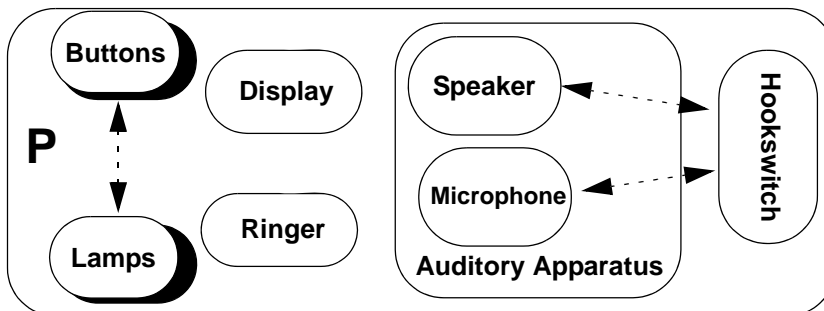 Buttons
Display
Speaker
Hookswitch
P
Microphone
Ringer
Lamps
Auditory Apparatus